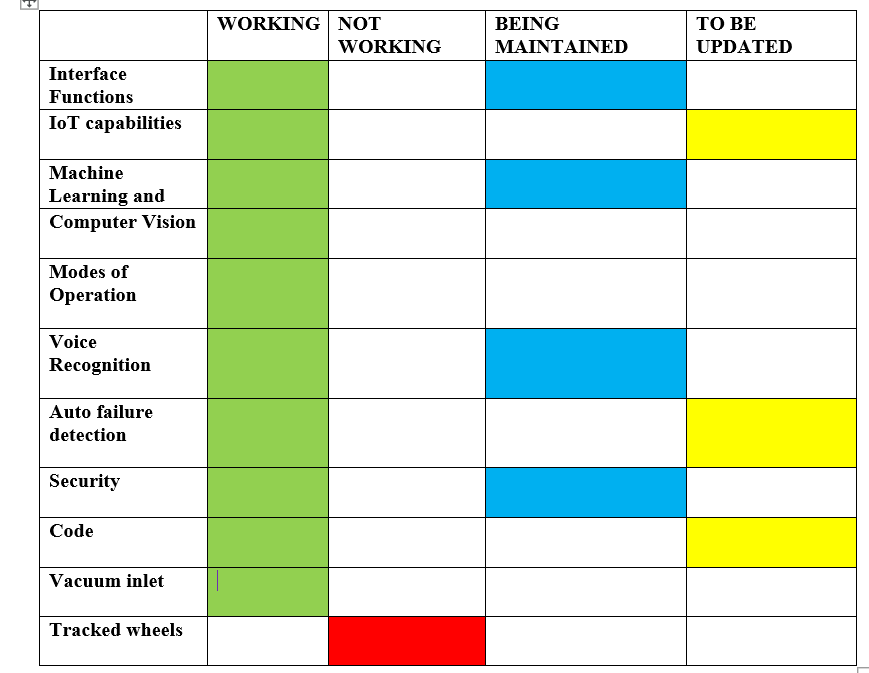 WORKING NOT WORKING BEING MAINTAINED TO BE UPDATED
Interface
Functions
IoT capabilities
Machine
Learning and
Computer Vision
Modes of
Operation
Voice
Recognition
Auto failure
detection
Security
Code
Vacuum inlet
Tracked wheels